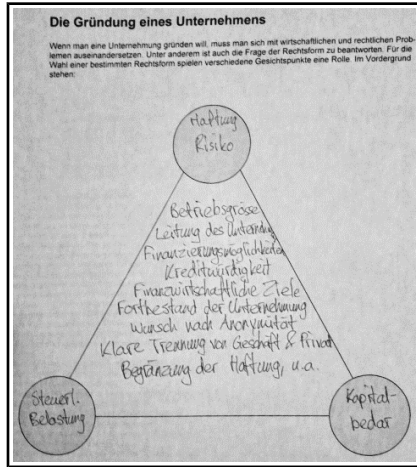 Die Gründung eines Unternehmens
Wenn man eine Unternehmung gründen will, muss man sich mit wirtschaftlichen und rechtlichen Prob-
lemen auseinandersetzen. Unter anderem ist auch die Frage der Rechtsform zu beantworten. Für die
Wahl einer bestimmten Rechtsform spielen verschiedene Gesichtspunkte eine Rolle. Im Vordergrund
stehen:
Haftung
Risiko
Betriebsgrösse
Leitung des
Finanzierungsmöglichkeiten
Kreditwürdigkeit
Finanzwirtschaftliche Ziele
Fortbestand der Unternehmung
Wunsch nach Anonymität
Klare Trennung von Geschäft & Privat
Begränzung der Haftung, u.a.
Steuerl.
Belastung
Kapital-
bedar